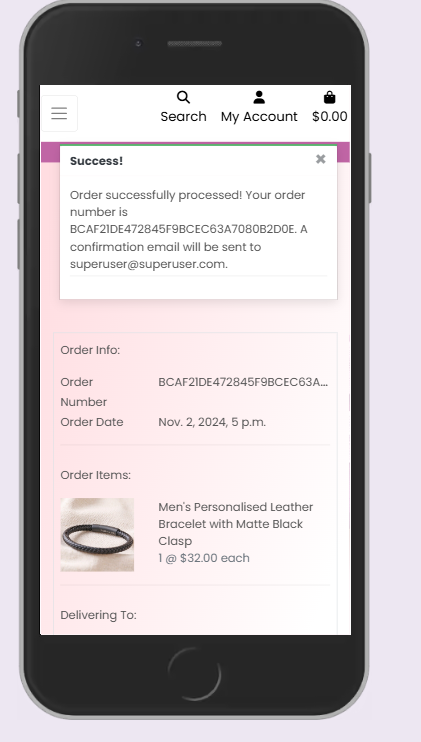 Search My Account $0.00
Success! ×
Order successfully processed! Your order
number is
BCAF21DE472845F9BCEC63A7080B2D0E. A
confirmation email will be sent to
superuser@superuser.com.
Order Info:
Order BCAF21DE472845F9BCEC63A...
Number
Order Date Nov. 2, 2024, 5 p.m.
Order Items:
Men's Personalised Leather
Bracelet with Matte Black
Clasp
1 @ $32.00 each
Delivering To: